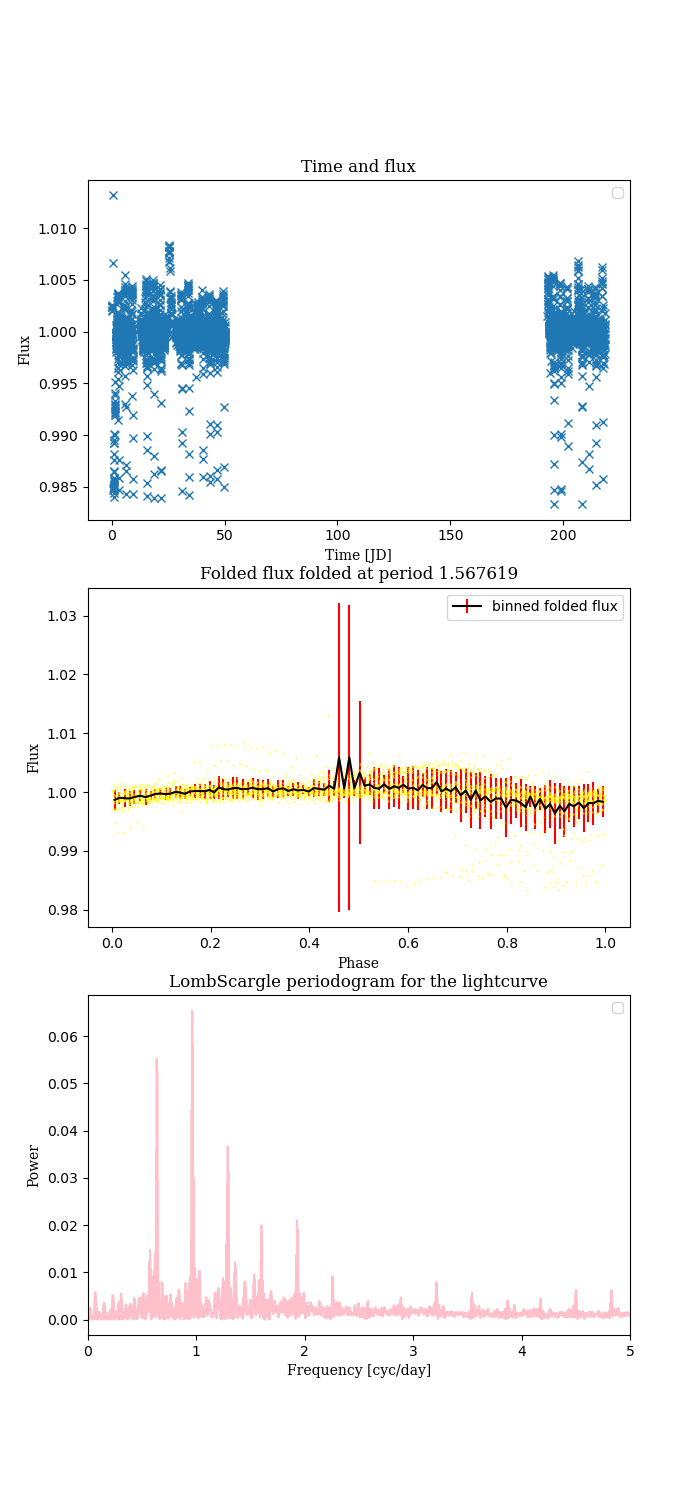 Time and flux
1.010
1.005
1.000
0.995
0.990
0.985
Flux
0 50 100 150 200
Time [JD]
Folded flux folded at period 1.567619
binned folded flux
1.03
1.02
1.01
1.00
0.99
0.98
Flux
0.0 0.2 0.4 0.6 0.8 1.0
Phase
LombScargle periodogram for the lightcurve
0.06
0.05
0.04
0.03
0.02
0.01
0.00
Power
0 1 2 3 4 5
Frequency [cyc/day]